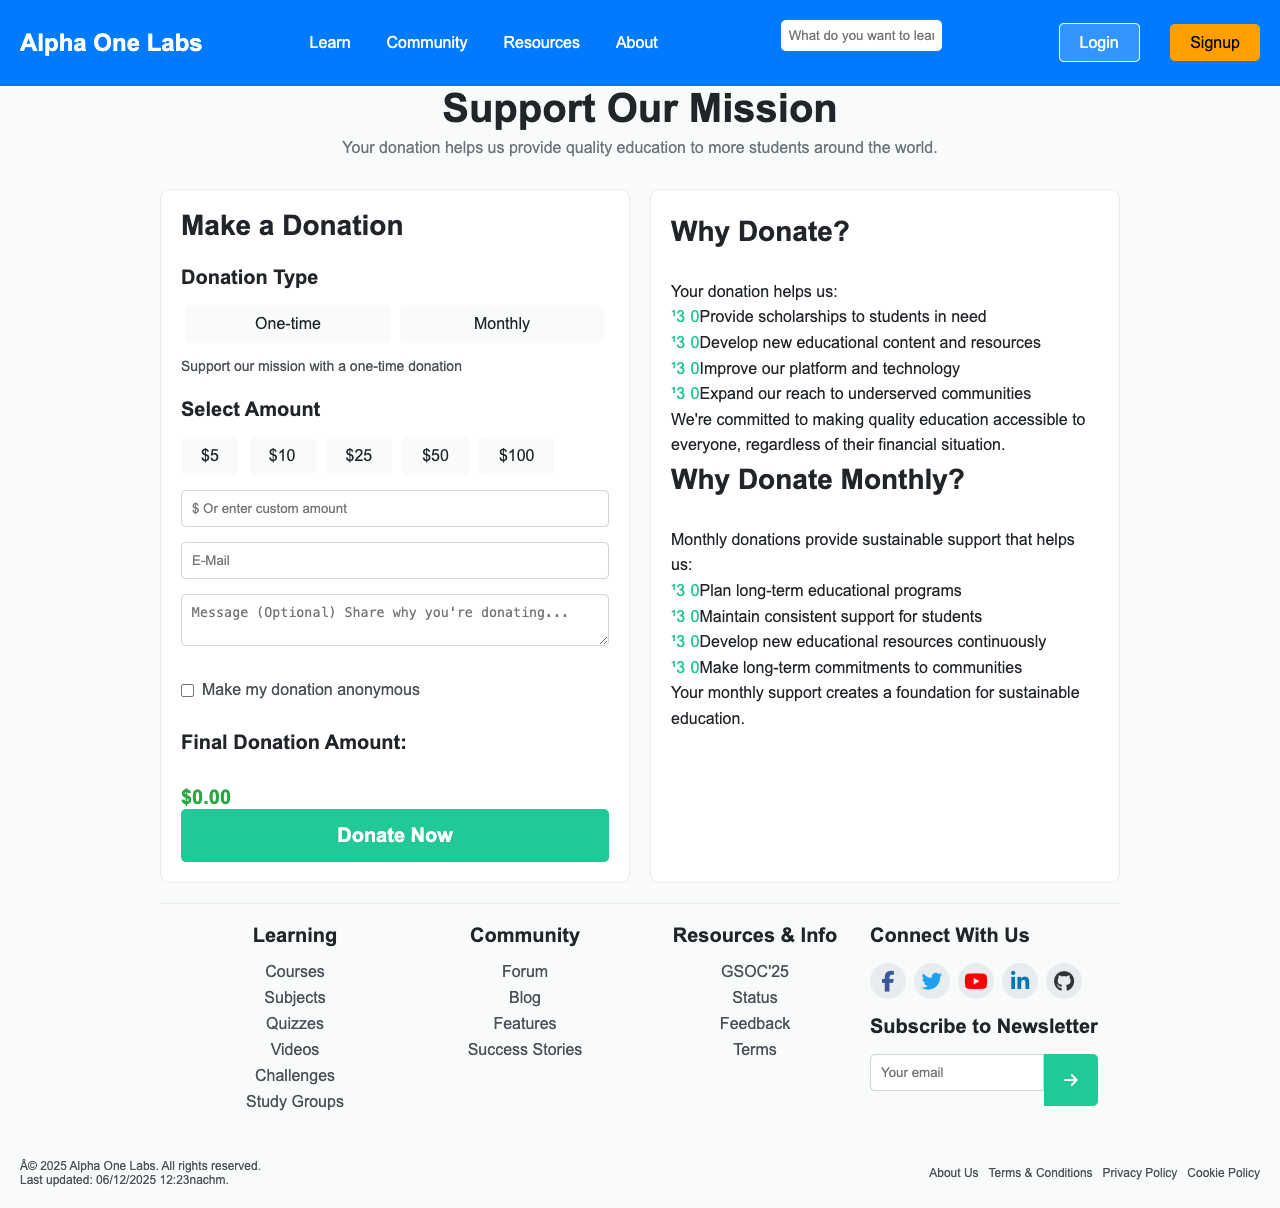 Alpha One Labs
Learn
Community
Resources
About
What do you want to lear
Login
Signup
Support Our Mission
Your donation helps us provide quality education to more students around the world.
Make a Donation
Donation Type
One-time
Monthly
Support our mission with a one-time donation
Select Amount
$5
$10
$25
$50
$100
$ Or enter custom amount
E-Mail
Message (Optional) Share why you're donating...
Make my donation anonymous
Final Donation Amount:
$0.00
Donate Now
Why Donate?
Your donation helps us:
¹3 0Provide scholarships to students in need
¹3 0Develop new educational content and resources
¹3 0Improve our platform and technology
¹3 0Expand our reach to underserved communities
We're committed to making quality education accessible to
everyone, regardless of their financial situation.
Why Donate Monthly?
Monthly donations provide sustainable support that helps
us:
¹3 0Plan long-term educational programs
¹3 0Maintain consistent support for students
¹3 0Develop new educational resources continuously
¹3 0Make long-term commitments to communities
Your monthly support creates a foundation for sustainable
education.
Learning
Courses
Subjects
Quizzes
Videos
Challenges
Study Groups
Community
Forum
Blog
Features
Success Stories
Resources & Info
GSOC'25
Status
Feedback
Terms
Connect With Us
Subscribe to Newsletter
Your email
Â© 2025 Alpha One Labs. All rights reserved.
Last updated: 06/12/2025 12:23nachm.
About Us
Terms & Conditions
Privacy Policy
Cookie Policy